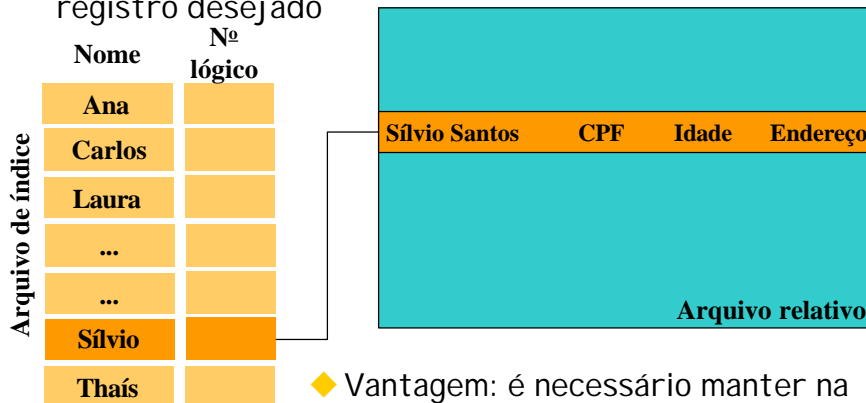 registro desejado
Nome
Nº
lógico
Ana
Carlos
Laura
...
...
Sílvio
Thaís
Arquivo de índice
Sílvio Santos CPF Idade Endereço
Arquivo relativo
Vantagem: é necessário manter na